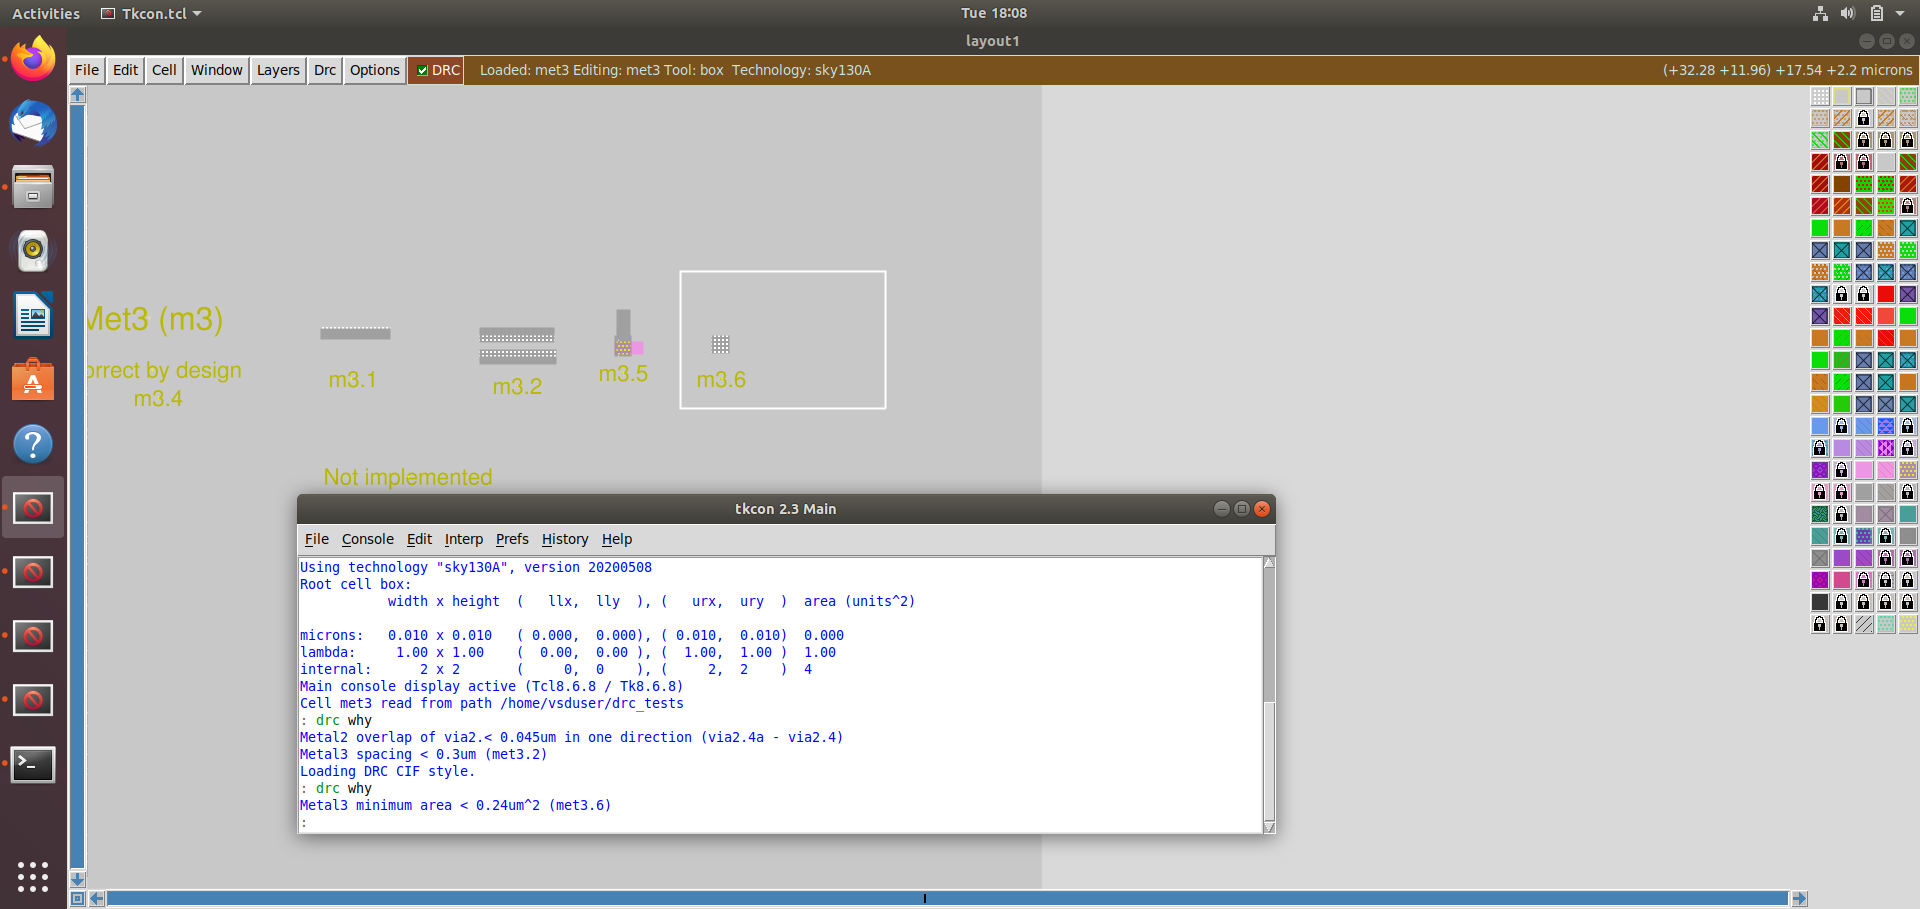 Activities Tkcon.tcl Tue 18:08
layout1
File Edit Cell Window Layers Drc Options DRC Loaded: met3 Editing: met3 Tool: box Technology: sky130A (+32.28 +11.96) +17.54 +2.2 microns
Met3 (m3)
orrect by design
m3.4
m3.1
m3.2
m3.5
m3.6
Not implemented
tkcon 2.3 Main
File Console Edit Interp Prefs History Help
Using technology "sky130A", version 20200508
Root cell box:
width x height ( llx, lly ), ( urx, ury ) area (units^2)
microns: 0.010 x 0.010 ( 0.000, 0.000), ( 0.010, 0.010) 0.000
lambda: 1.00 x 1.00 ( 0.00, 0.00 ), ( 1.00, 1.00 ) 1.00
internal: 2 x 2 ( 0, 0 ), ( 2, 2 ) 4
Main console display active (Tcl8.6.8 / Tk8.6.8)
Cell met3 read from path /home/vsduser/drc_tests
: drc why
Metal2 overlap of via2.< 0.045um in one direction (via2.4a - via2.4)
Metal3 spacing < 0.3um (met3.2)
Loading DRC CIF style.
: drc why
Metal3 minimum area < 0.24um^2 (met3.6)
: